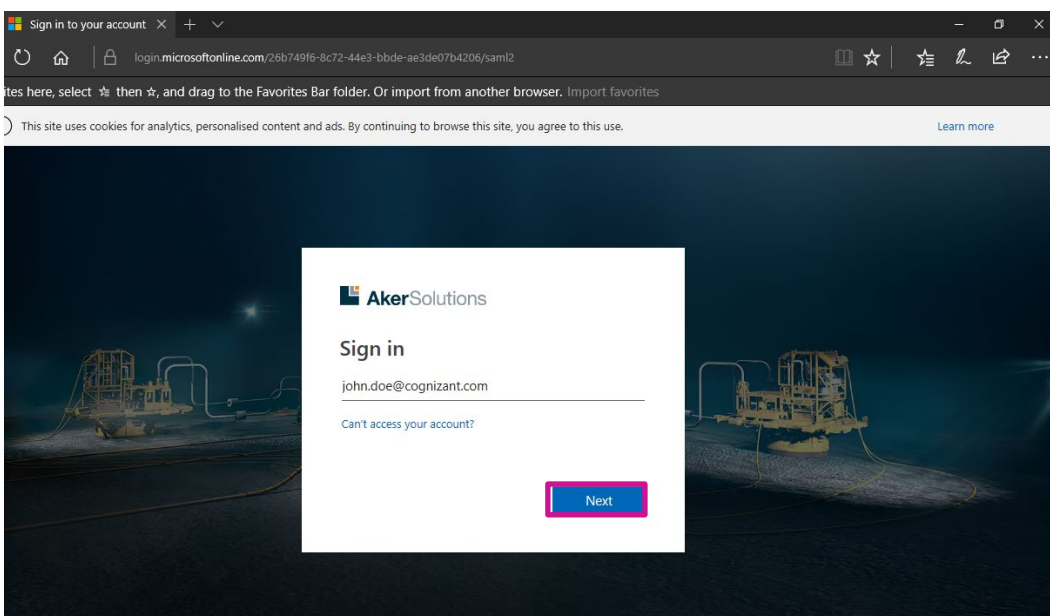 Sign in to your account
login.microsoftonline.com/26b749f6-8c72-44e3-bbde-ae3de07b4206/saml2
ites here, select then , and drag to the Favorites Bar folder. Or import from another browser. Import favorites
This site uses cookies for analytics, personalised content and ads. By continuing to browse this site, you agree to this use. Learn more
AkerSolutions
Sign in
john.doe@cognizant.com
Can't access your account?
Next